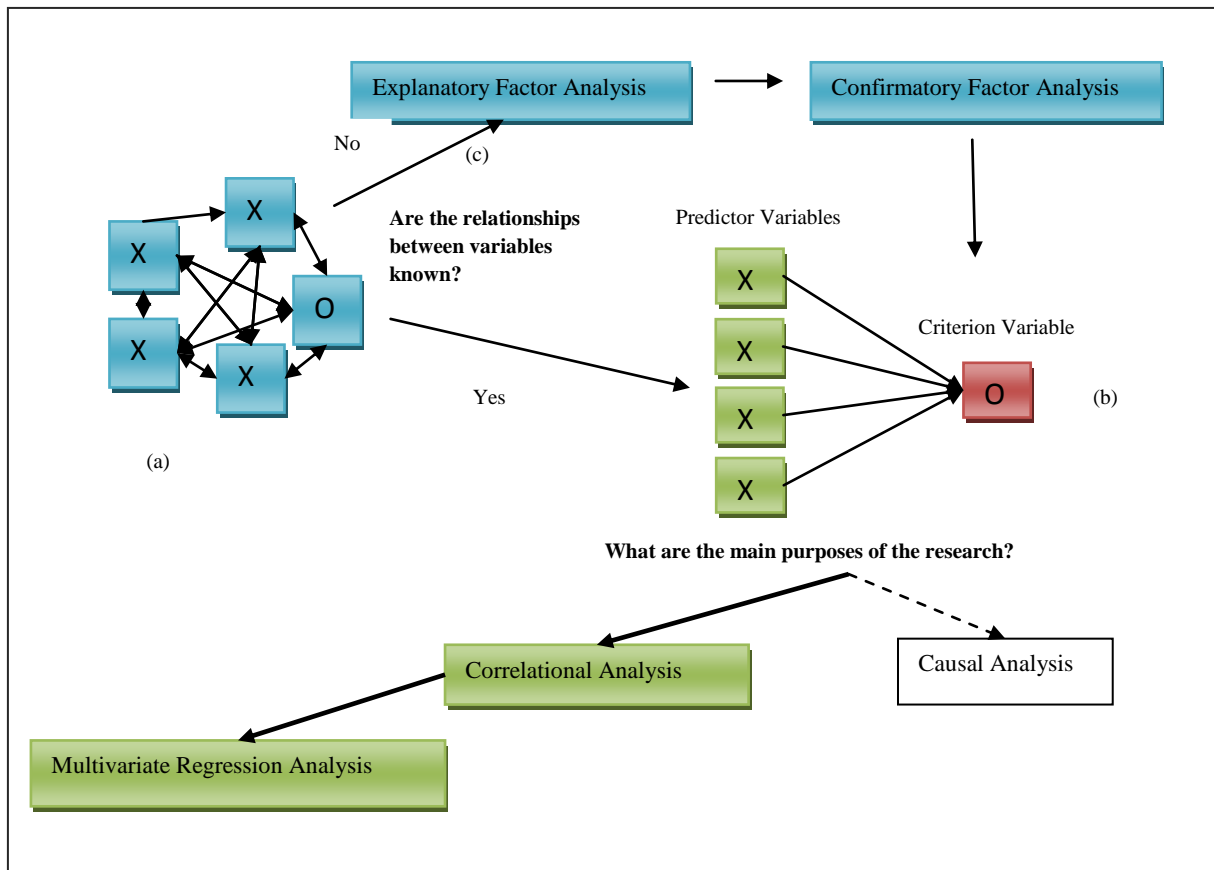 Explanatory Factor Analysis
Confirmatory Factor Analysis
No
(c)
X
X
O
X
X
(a)
Are the relationships
between variables
known?
Yes
Predictor Variables
X
X
X
X
Criterion Variable
O
(b)
What are the main purposes of the research?
Correlational Analysis
Causal Analysis
Multivariate Regression Analysis